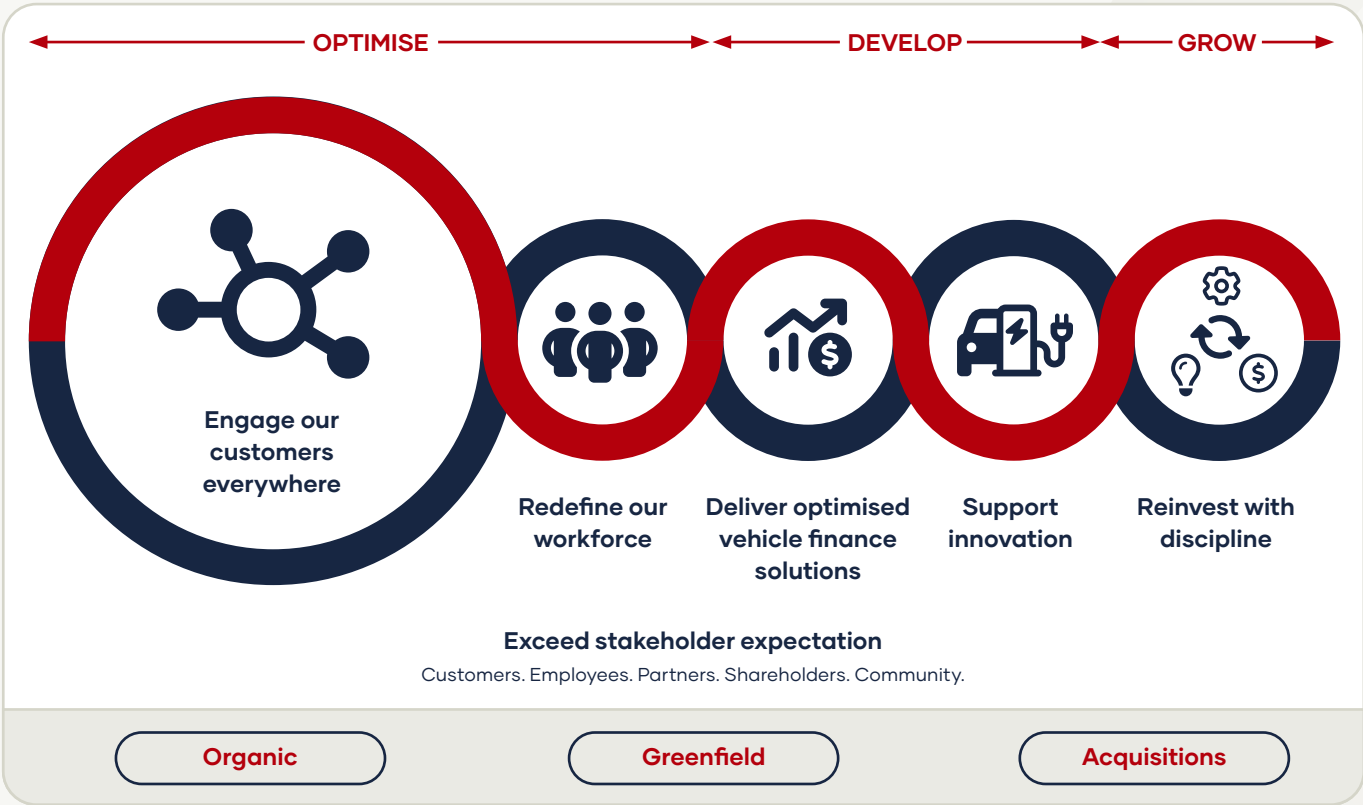 OPTIMISE
DEVELOP
GROW
Engage our
customers
everywhere
Redefine our
workforce
Deliver optimised
vehicle finance
solutions
Support
innovation
Reinvest with
discipline
Exceed stakeholder expectation
Customers. Employees. Partners. Shareholders. Community.
Organic
Greenfield
Acquisitions